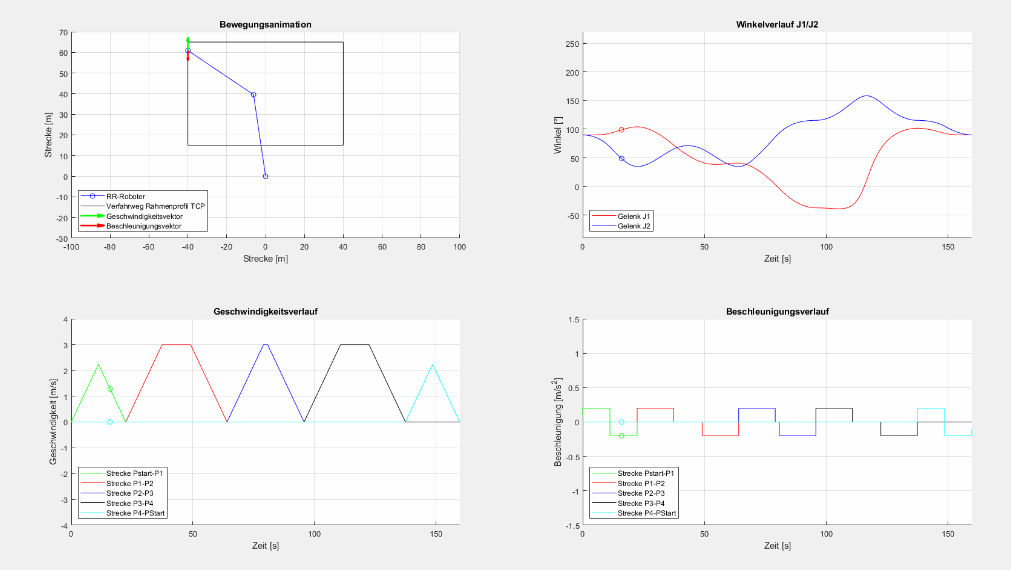 Bewegungsanimation
70
60
50
40
30
20
10
0
-10
-20
-30
-100 -80 -60 -40 -20 0 20 40 60 80 100
Strecke [m]
Strecke [m]
RR-Roboter
Verfahrweg Rahmenprofil TCP
Geschwindigkeitsvektor
Beschleunigungsvektor
Winkelverlauf J1/J2
250
200
150
100
50
0
-50
0 50 100 150
Winkel [°]
Zeit [s]
Gelenk J1
Gelenk J2
Geschwindigkeitsverlauf
4
3
2
1
0
-1
-2
-3
-4
0 50 100 150
Geschwindigkeit [m/s]
Zeit [s]
Strecke Pstart-P1
Strecke P1-P2
Strecke P2-P3
Strecke P3-P4
Strecke P4-PStart
Beschleunigungsverlauf
1.5
1
0.5
0
-0.5
-1
-1.5
0 50 100 150
Beschleunigung [m/s²]
Zeit [s]
Strecke Pstart-P1
Strecke P1-P2
Strecke P2-P3
Strecke P3-P4
Strecke P4-PStart